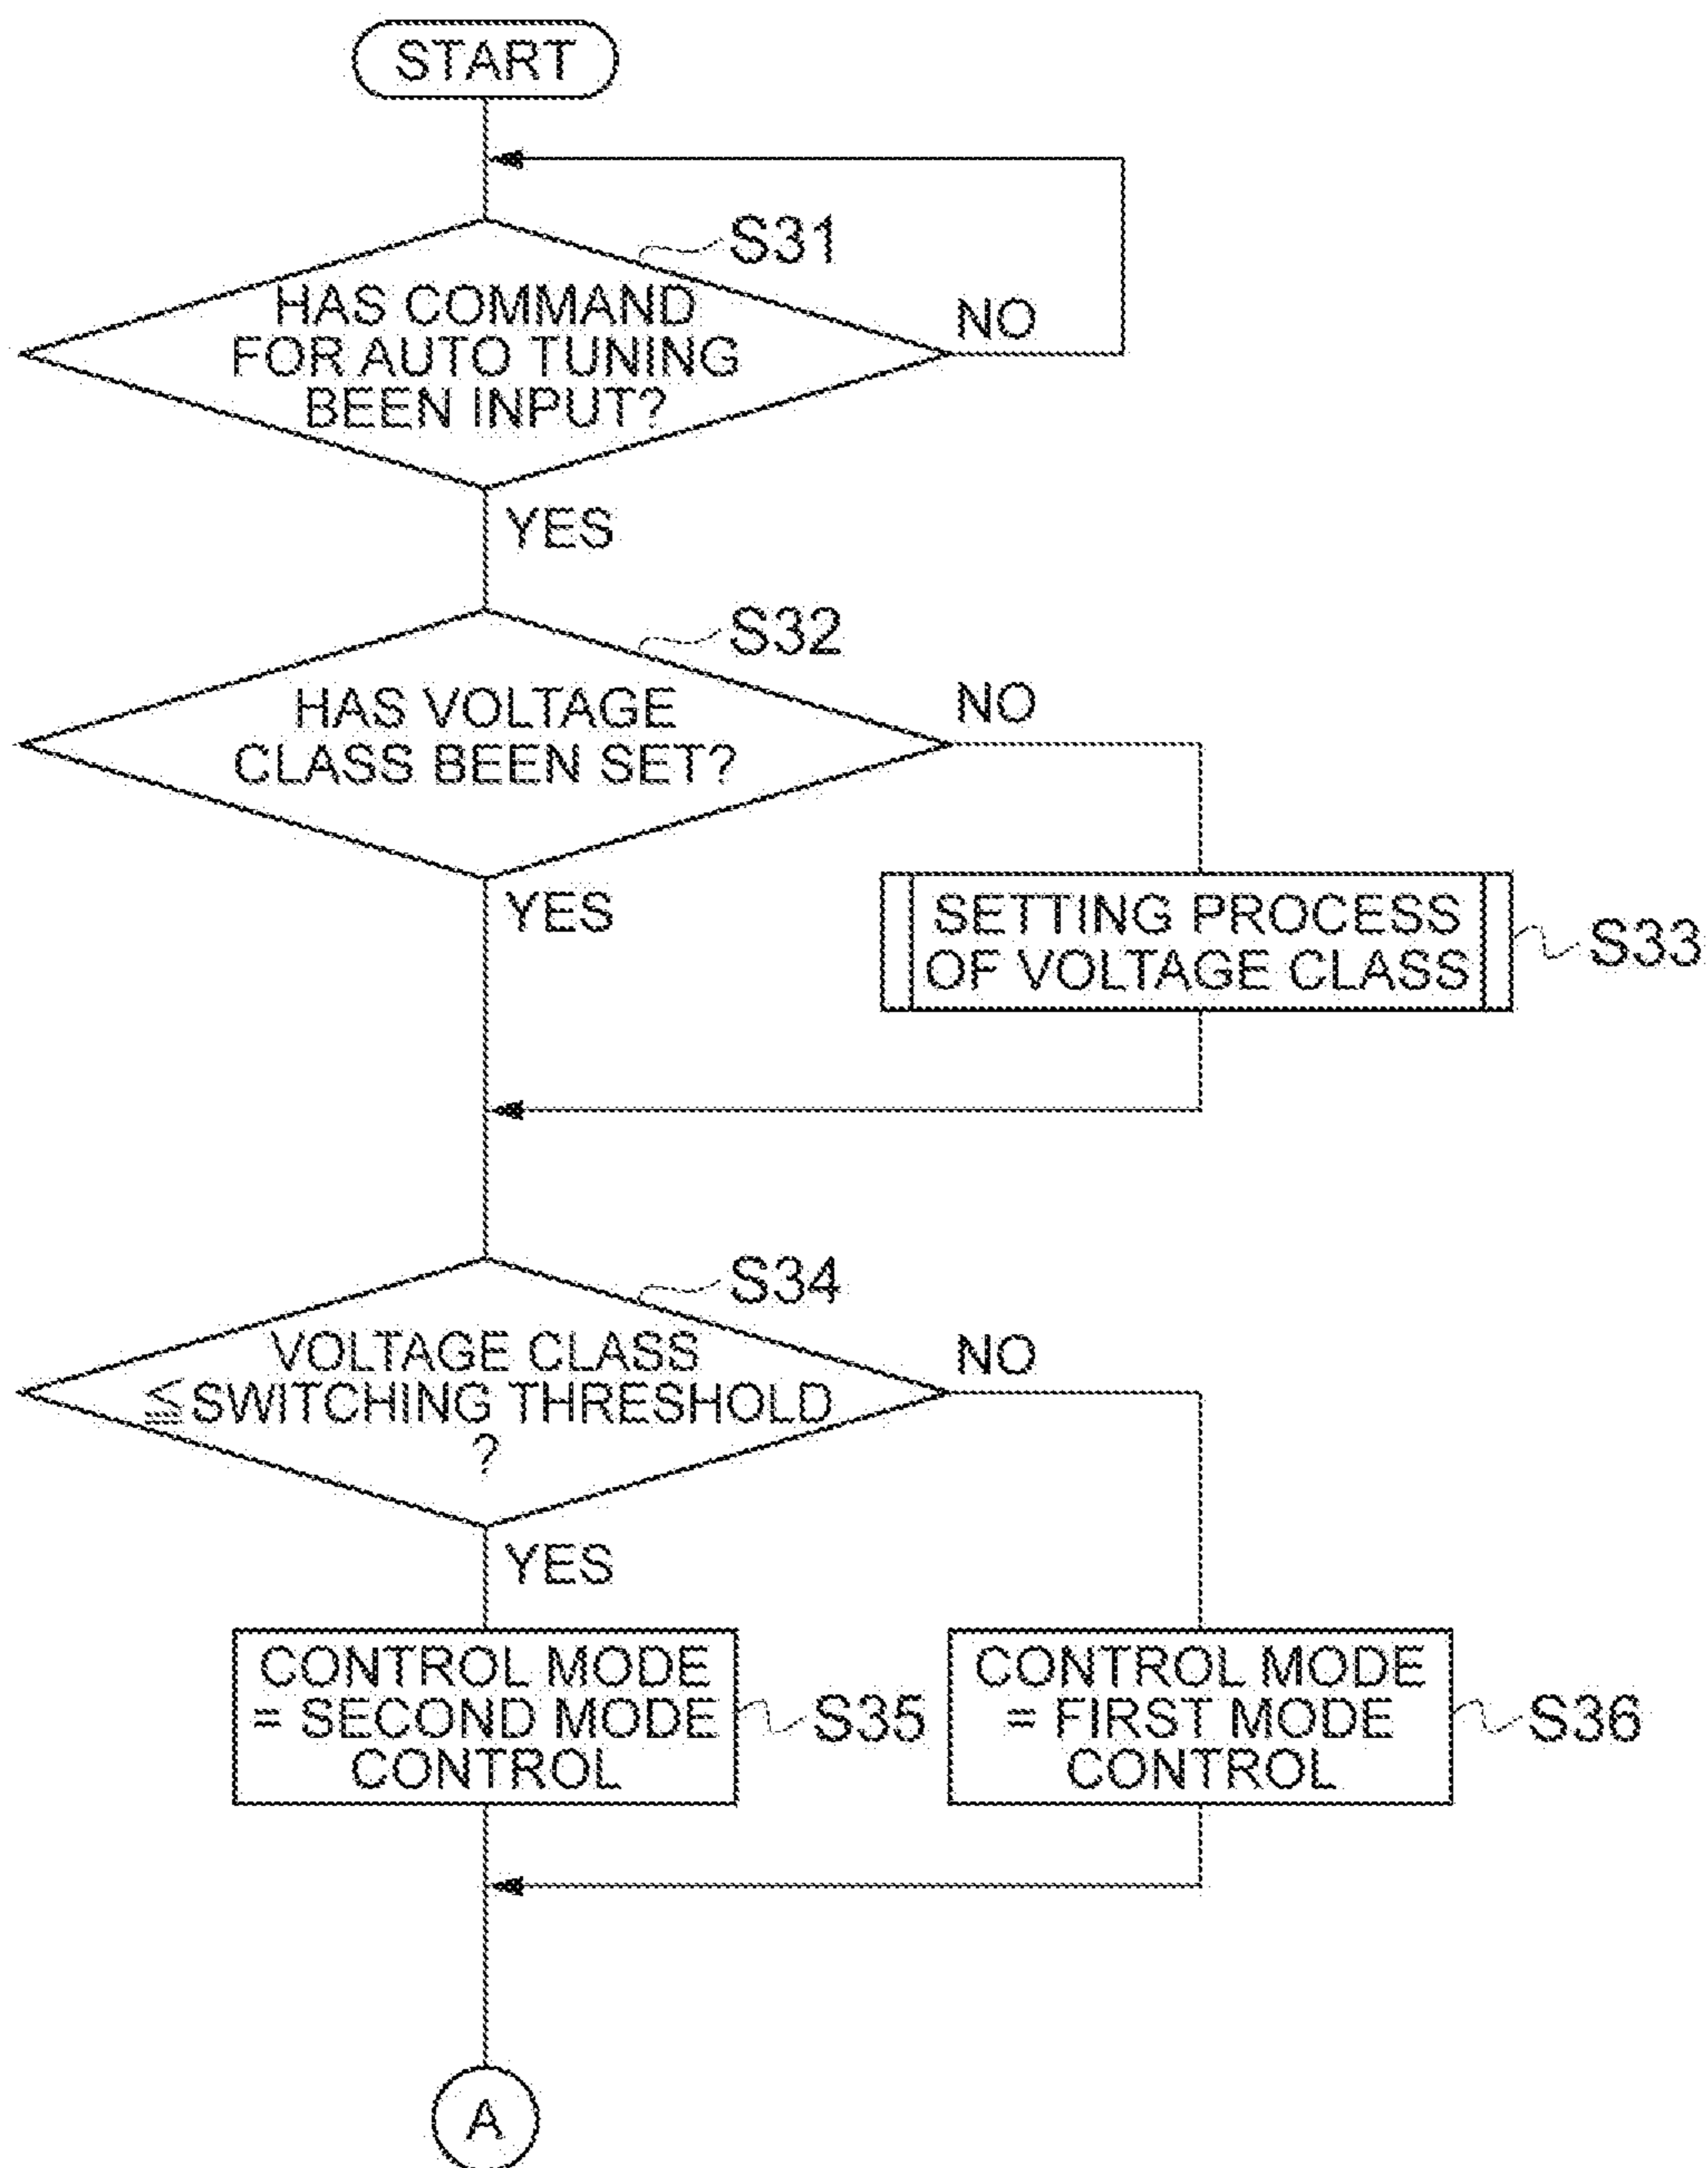 START
S31
HAS COMMAND
FOR AUTO TUNING
BEEN INPUT?
NO
YES
S32
HAS VOLTAGE
CLASS BEEN SET?
NO
YES
SETTING PROCESS
OF VOLTAGE CLASS
S33
S34
VOLTAGE CLASS
≦SWITCHING THRESHOLD
?
NO
YES
CONTROL MODE
= SECOND MODE
CONTROL
S35
CONTROL MODE
= FIRST MODE
CONTROL
S36
A